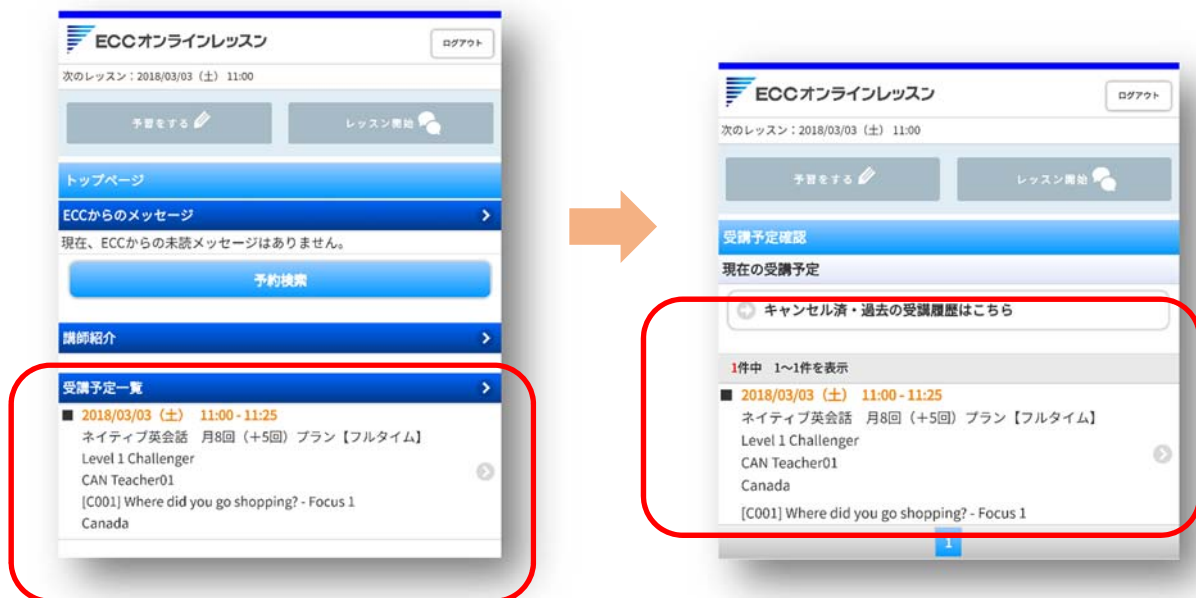 ECCオンラインレッスン
ログアウト
次のレッスン：2018/03/03（土） 11:00
予習をする
レッスン開始
トップページ
ECCからのメッセージ
現在、ECCからの未読メッセージはありません。
予約検索
講師紹介
受講予定一覧
■ 2018/03/03（土） 11:00 - 11:25
ネイティブ英会話 月8回（＋5回）プラン【フルタイム】
Level 1 Challenger
CAN Teacher01
[C001] Where did you go shopping? - Focus 1
Canada
ECCオンラインレッスン
ログアウト
次のレッスン：2018/03/03（土） 11:00
予習をする
レッスン開始
受講予定確認
現在の受講予定
キャンセル済・過去の受講履歴はこちら
1件中 1～1件を表示
■ 2018/03/03（土） 11:00 - 11:25
ネイティブ英会話 月8回（＋5回）プラン【フルタイム】
Level 1 Challenger
CAN Teacher01
Canada
[C001] Where did you go shopping? - Focus 1
1